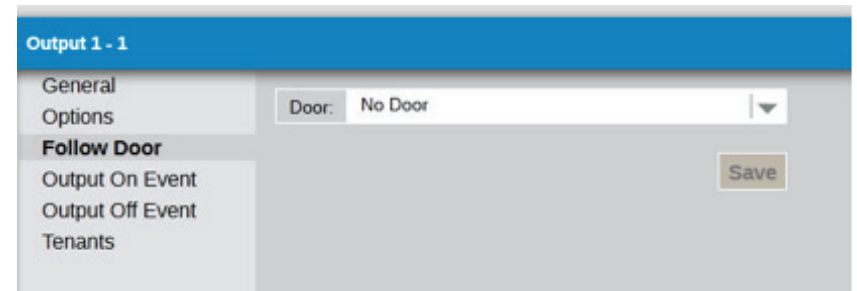 Output 1 - 1
General
Options
Follow Door
Output On Event
Output Off Event
Tenants
Door: No Door
Save